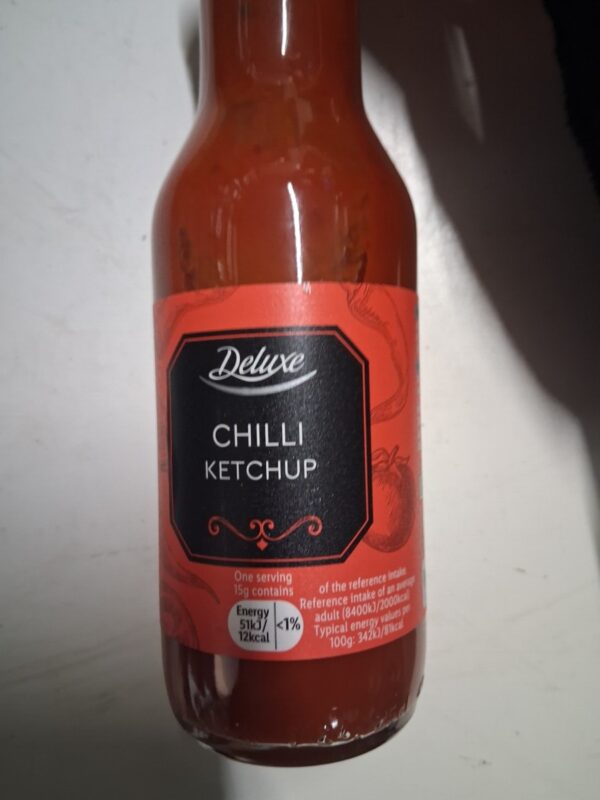 Deluxe
CHILLI
KETCHUP
One serving
15g contains
Energy
51kJ/
12kcal
<1%
of the reference intake
Reference intake of an average
adult (8400kJ/2000kcal)
Typical energy values per
100g: 342kJ/81kcal